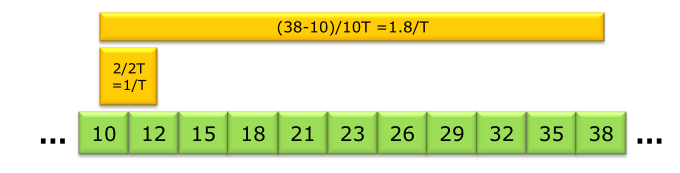 (38-10)/10T =1.8/T
2/2T
=1/T
... 10 12 15 18 21 23 26 29 32 35 38 ...